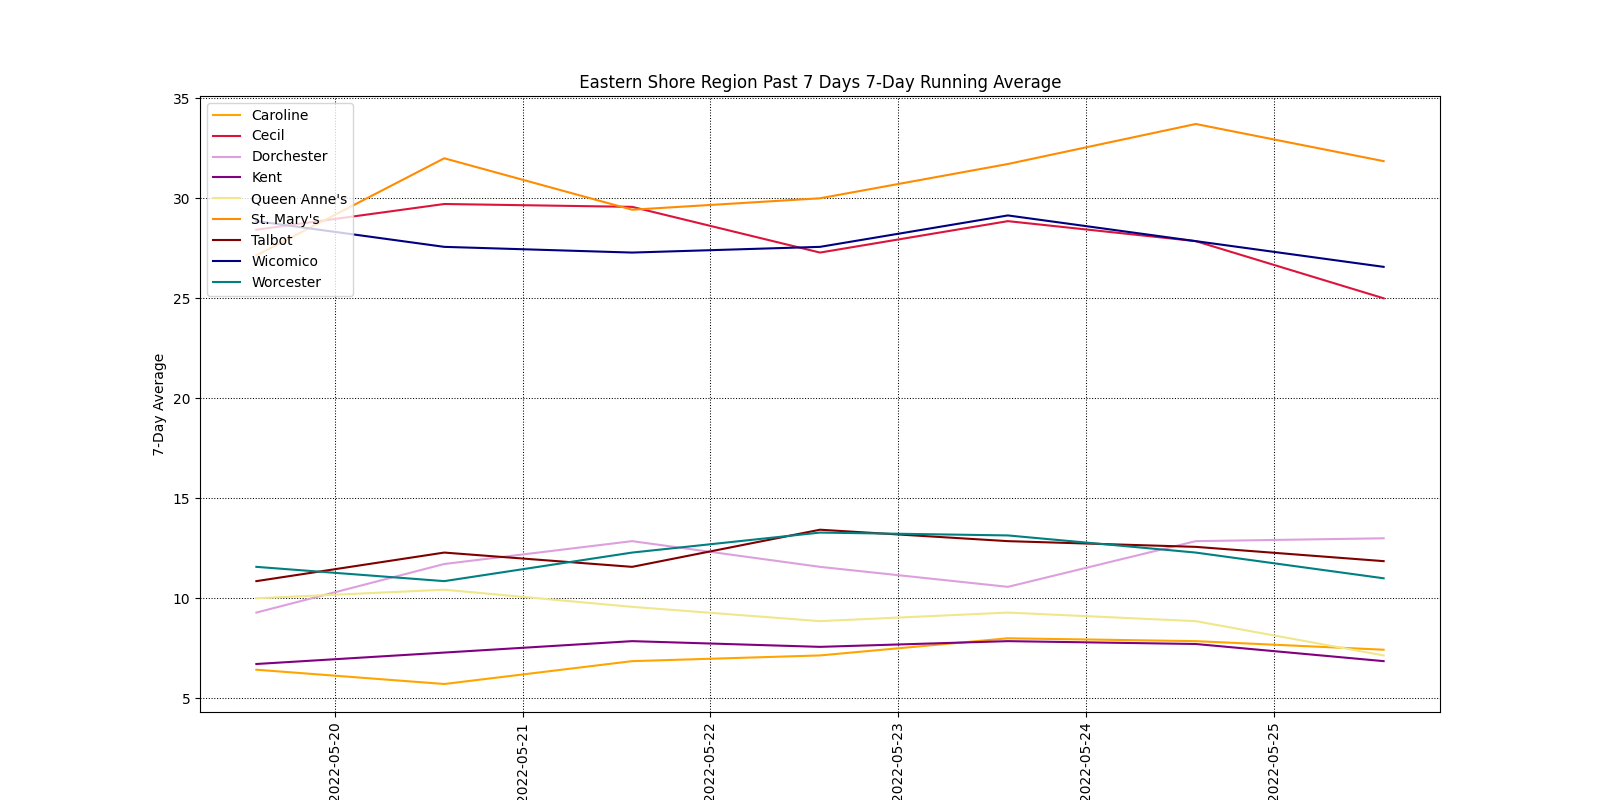 Eastern Shore Region Past 7 Days 7-Day Running Average
35
30
25
20
15
10
5
7-Day Average
Caroline
Cecil
Dorchester
Kent
Queen Anne's
St. Mary's
Talbot
Wicomico
Worcester
2022-05-20
2022-05-21
2022-05-22
2022-05-23
2022-05-24
2022-05-25